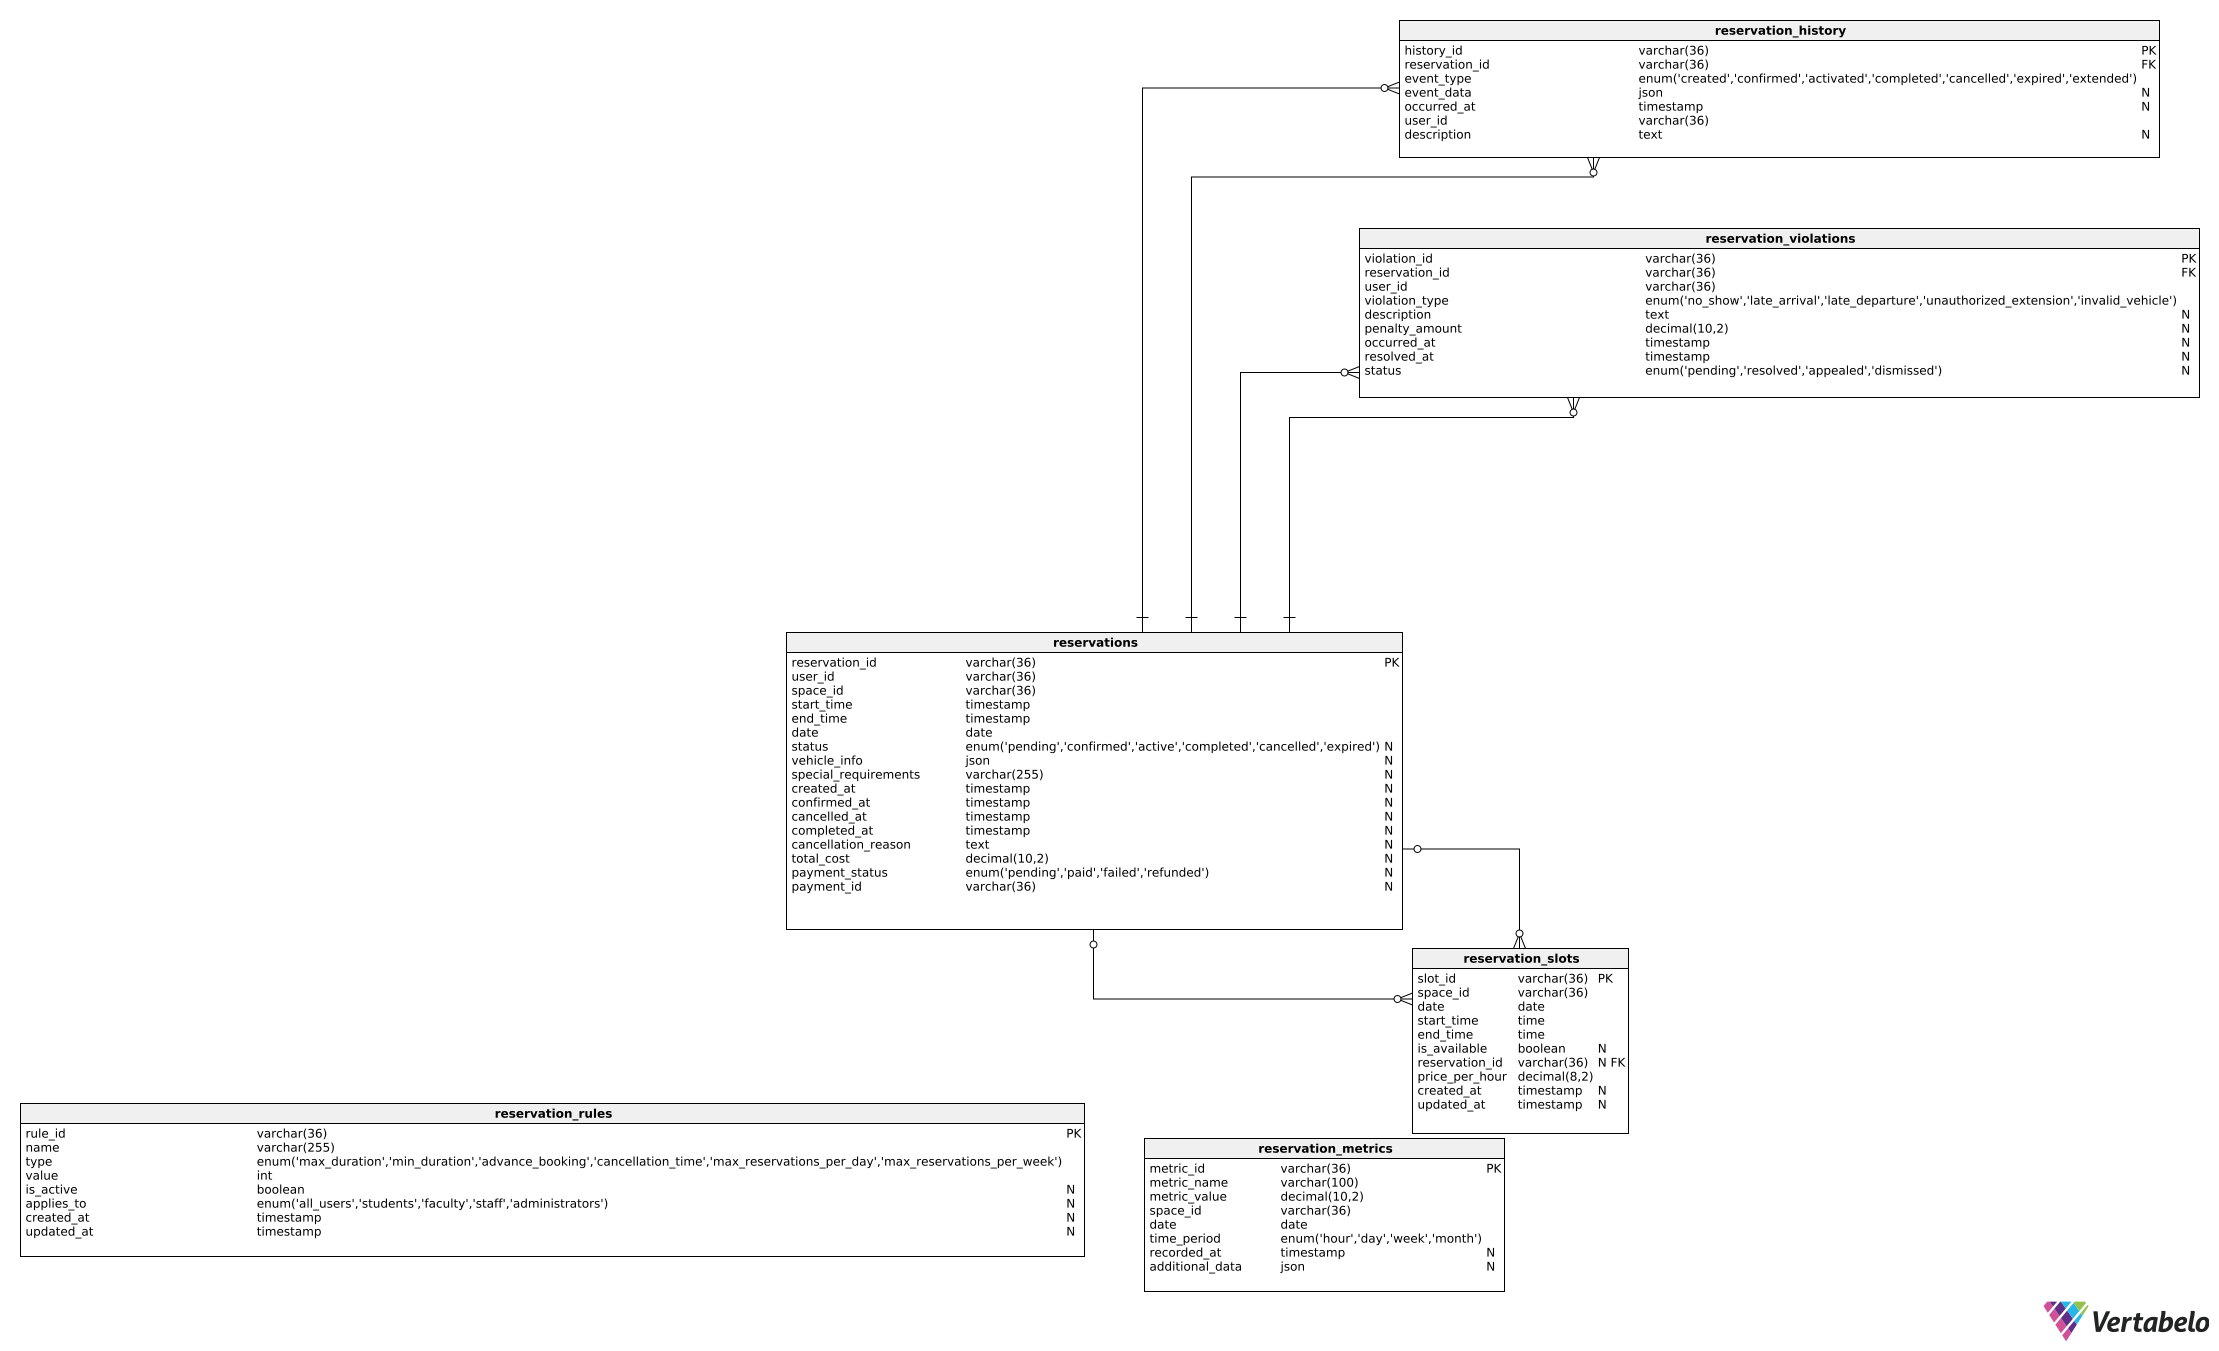 reservation_history
history_id varchar(36) PK
reservation_id varchar(36) FK
event_type enum('created','confirmed','activated','completed','cancelled','expired','extended')
event_data json N
occurred_at timestamp N
user_id varchar(36)
description text N
reservation_violations
violation_id varchar(36) PK
reservation_id varchar(36) FK
user_id varchar(36)
violation_type enum('no_show','late_arrival','late_departure','unauthorized_extension','invalid_vehicle')
description text N
penalty_amount decimal(10,2) N
occurred_at timestamp N
resolved_at timestamp N
status enum('pending','resolved','appealed','dismissed') N
reservations
reservation_id varchar(36) PK
user_id varchar(36)
space_id varchar(36)
start_time timestamp
end_time timestamp
date date
status enum('pending','confirmed','active','completed','cancelled','expired') N
vehicle_info json N
special_requirements varchar(255) N
created_at timestamp N
confirmed_at timestamp N
cancelled_at timestamp N
completed_at timestamp N
cancellation_reason text N
total_cost decimal(10,2) N
payment_status enum('pending','paid','failed','refunded') N
payment_id varchar(36) N
reservation_slots
slot_id varchar(36) PK
space_id varchar(36)
date date
start_time time
end_time time
is_available boolean N
reservation_id varchar(36) N FK
price_per_hour decimal(8,2)
created_at timestamp N
updated_at timestamp N
reservation_rules
rule_id varchar(36) PK
name varchar(255)
type enum('max_duration','min_duration','advance_booking','cancellation_time','max_reservations_per_day','max_reservations_per_week')
value int
is_active boolean N
applies_to enum('all_users','students','faculty','staff','administrators') N
created_at timestamp N
updated_at timestamp N
reservation_metrics
metric_id varchar(36) PK
metric_name varchar(100)
metric_value decimal(10,2)
space_id varchar(36)
date date
time_period enum('hour','day','week','month')
recorded_at timestamp N
additional_data json N
Vertabelo